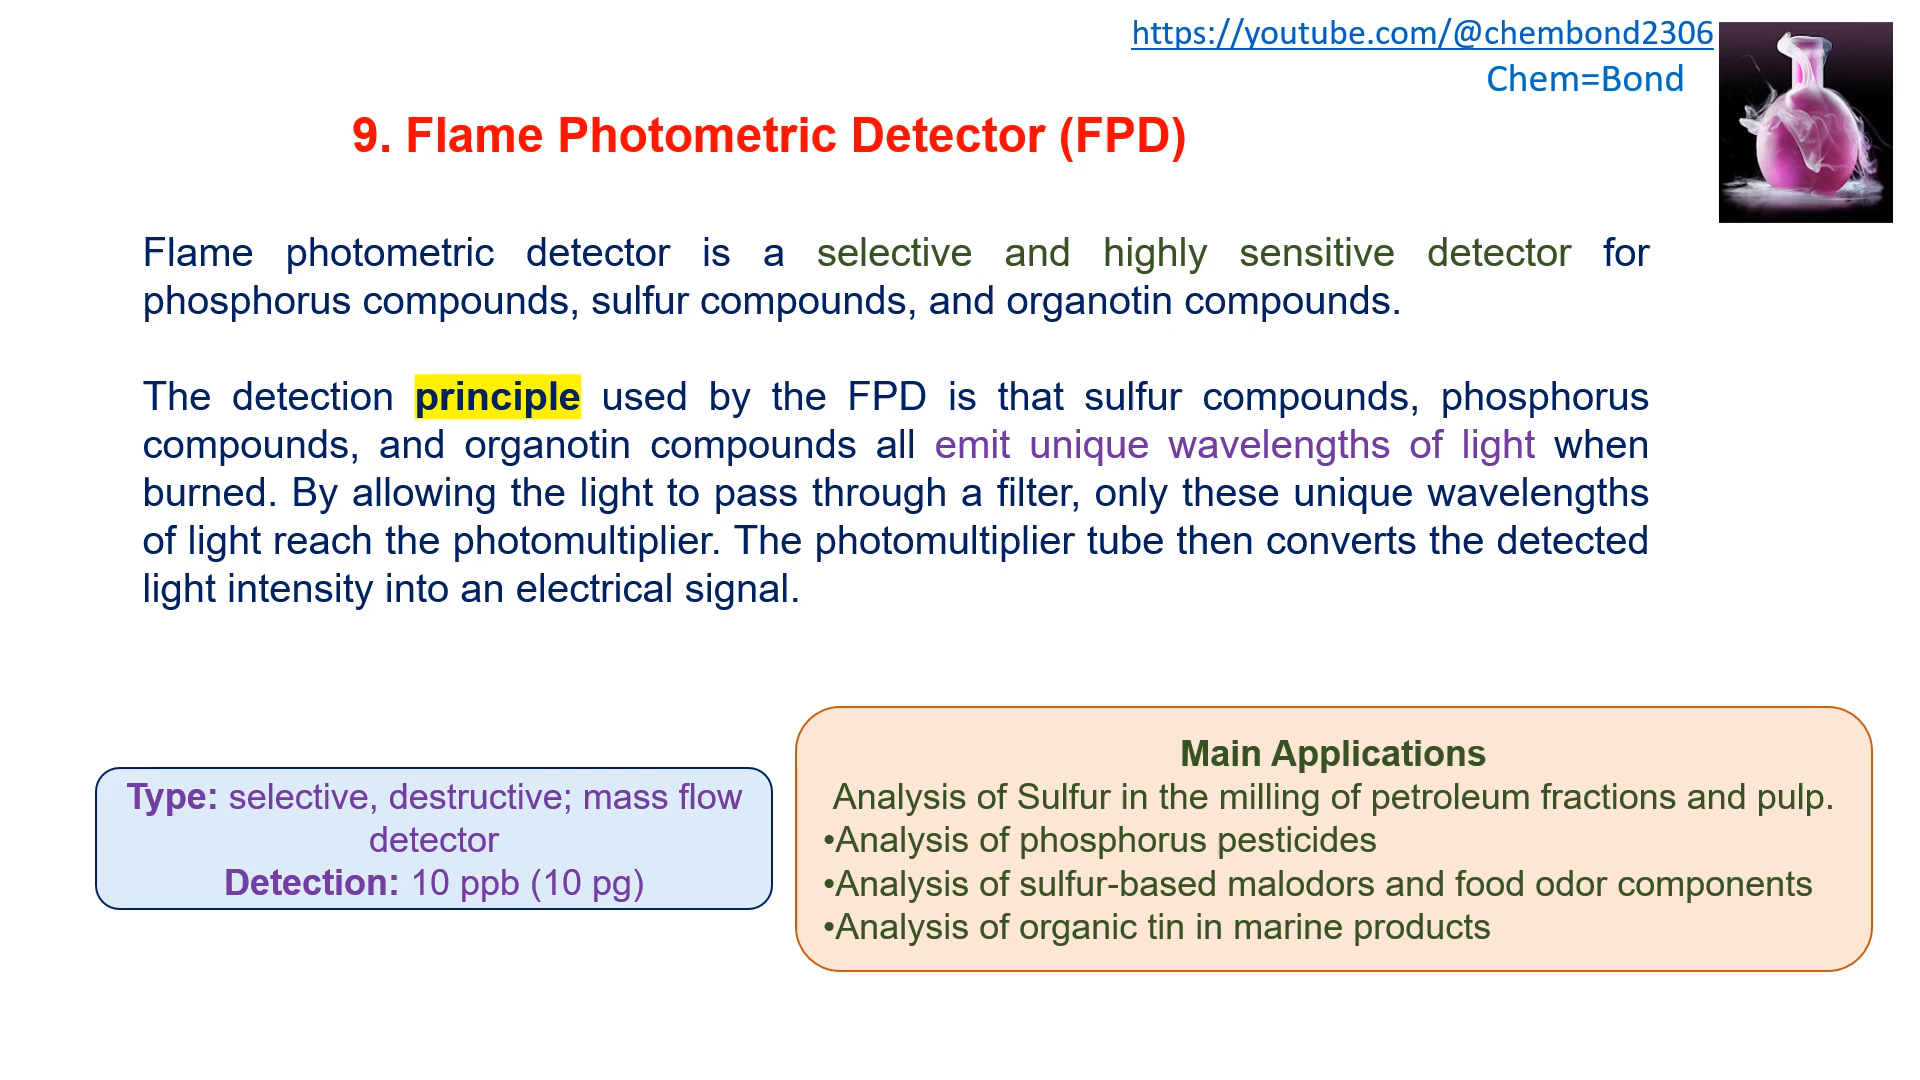 https://youtube.com/@chembond2306
Chem=Bond
9. Flame Photometric Detector (FPD)
Flame photometric detector is a selective and highly sensitive detector for
phosphorus compounds, sulfur compounds, and organotin compounds.
The detection principle used by the FPD is that sulfur compounds, phosphorus
compounds, and organotin compounds all emit unique wavelengths of light when
burned. By allowing the light to pass through a filter, only these unique wavelengths
of light reach the photomultiplier. The photomultiplier tube then converts the detected
light intensity into an electrical signal.
Type: selective, destructive; mass flow
detector
Detection: 10 ppb (10 pg)
Main Applications
Analysis of Sulfur in the milling of petroleum fractions and pulp.
•Analysis of phosphorus pesticides
•Analysis of sulfur-based malodors and food odor components
•Analysis of organic tin in marine products